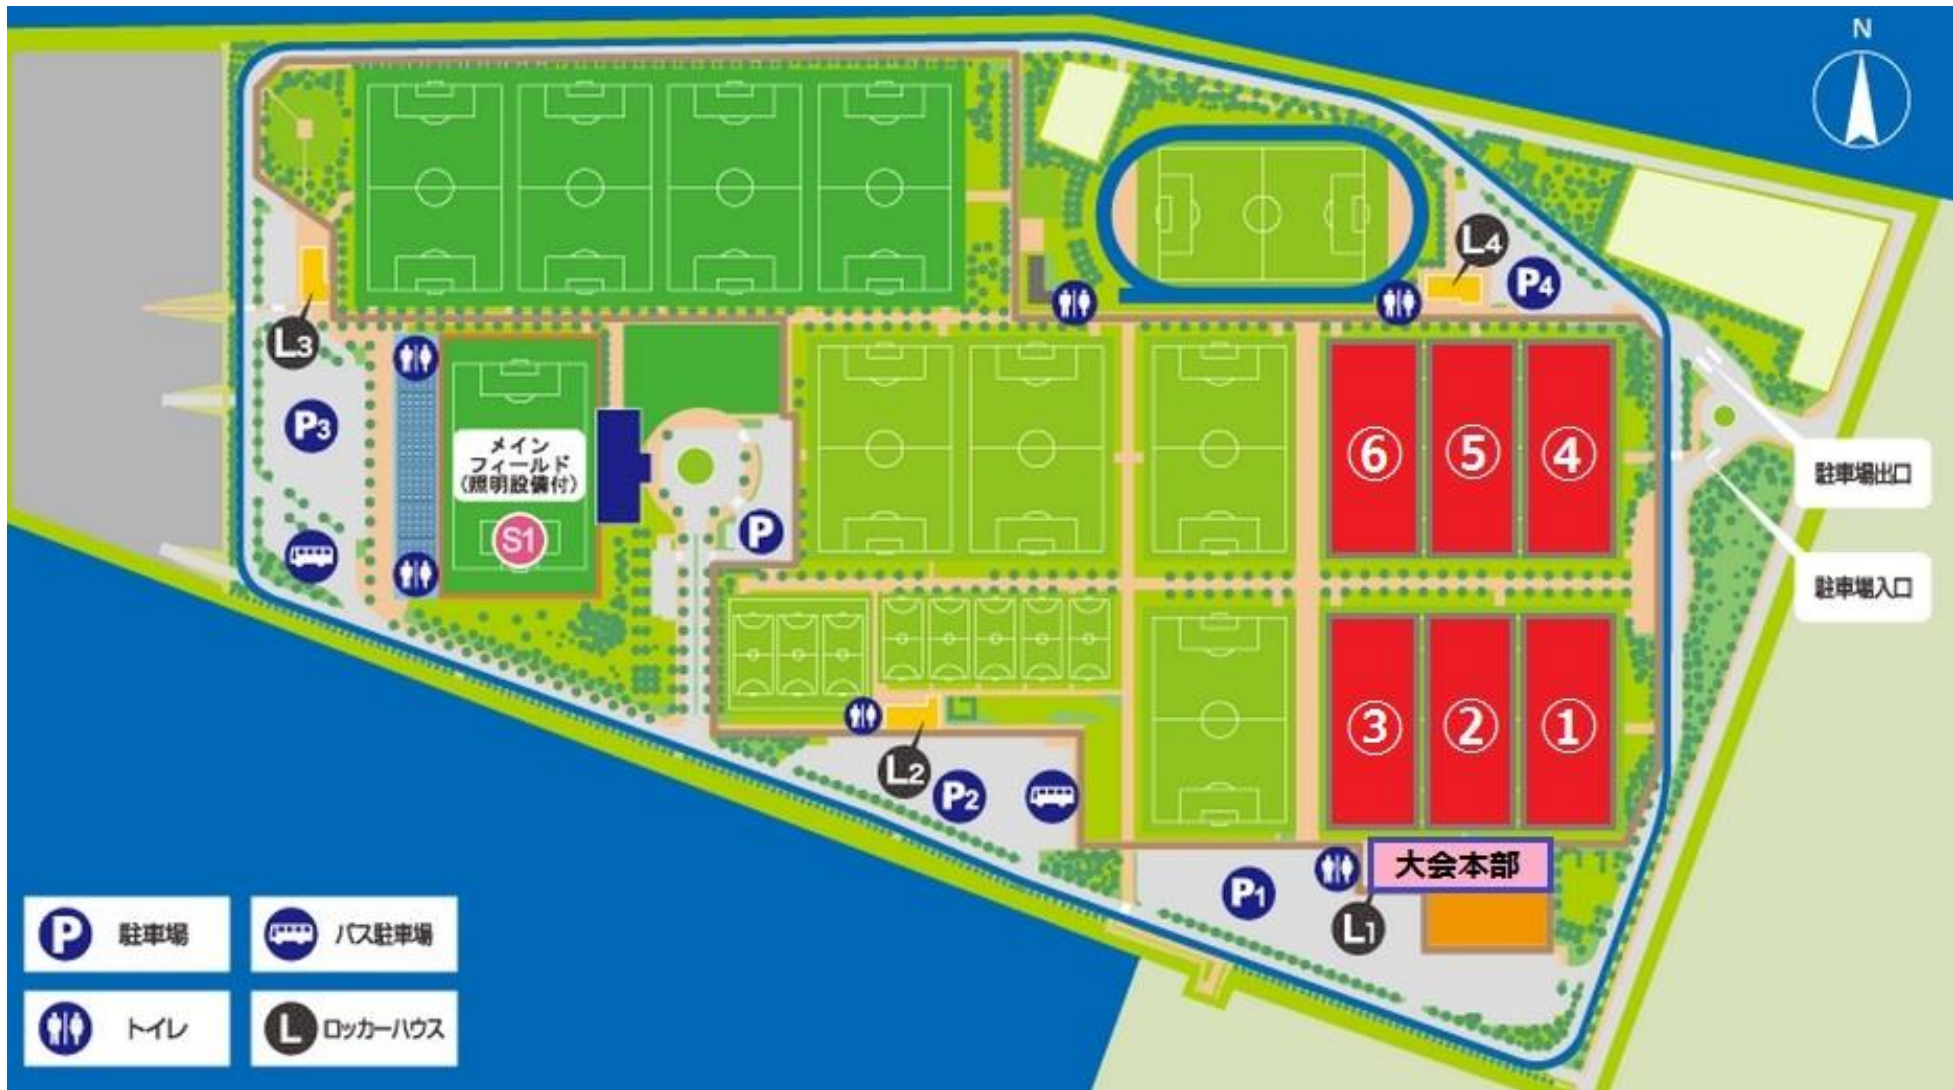 N
L4
P4
L3
P3
メイン
フィールド
(照明設備付)
S1
P
⑥
⑤
④
駐車場出口
駐車場入口
③
②
①
L2
P2
大会本部
P1
L1
P 駐車場
バス駐車場
トイレ
L ロッカーハウス